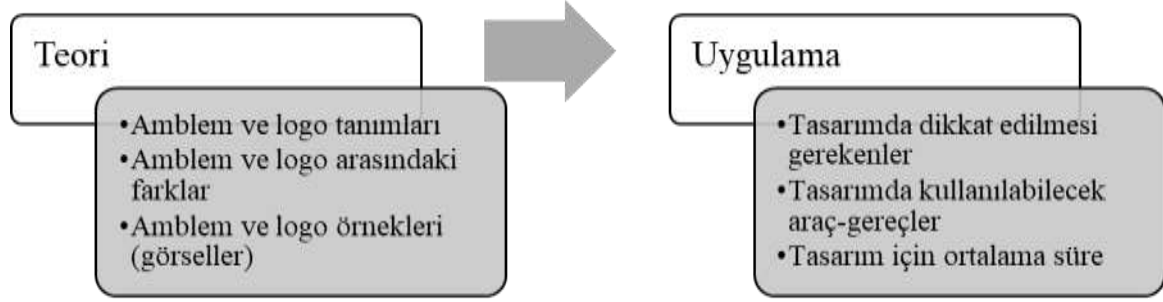 Teori
•Amblem ve logo tanımları
•Amblem ve logo arasındaki
farklar
•Amblem ve logo örnekleri
(görseller)
Uygulama
•Tasarımda dikkat edilmesi
gerekenler
•Tasarımda kullanılabilecek
araç-gereçler
•Tasarım için ortalama süre